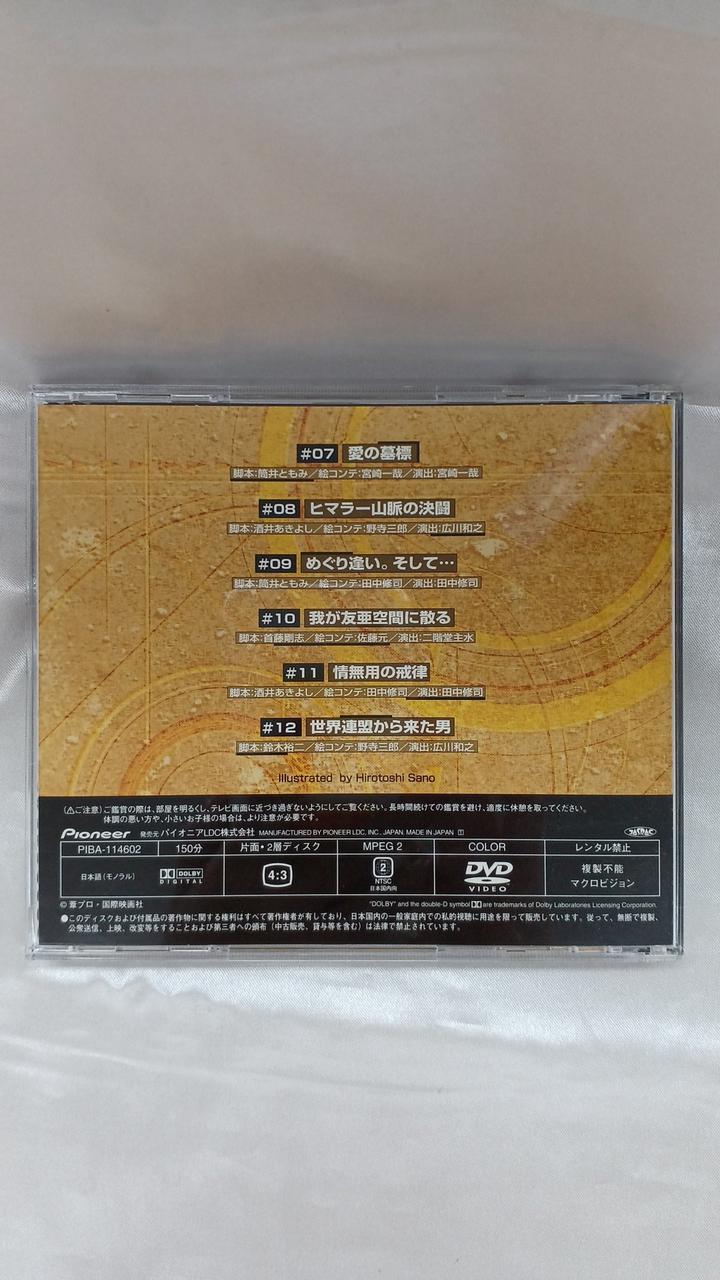 #07 愛の墓標
脚本:筒井ともみ/絵コンテ:宮崎一哉/演出:宮崎一哉
#08 ヒマラー山脈の決闘
脚本:酒井あきよし/絵コンテ:野寺三郎/演出:広川和之
#09 めぐり逢い。そして…
脚本:筒井ともみ/絵コンテ:田中修司/演出:田中修司
#10 我が友亜空間に散る
脚本:首藤剛志/絵コンテ:佐藤元/演出:二階堂主水
#11 情無用の戒律
脚本:酒井あきよし/絵コンテ:田中修司/演出:田中修司
#12 世界連盟から来た男
脚本:鈴木裕二/絵コンテ:野寺三郎/演出:広川和之
Illustrated by Hirotoshi Sano
(⚠ご注意)ご鑑賞の際は、部屋を明るくし、テレビ画面に近づき過ぎないようにしてご覧ください。長時間続けての鑑賞を避け、適度に休憩を取ってください。
体調の悪い方や、小さいお子様の場合は、より注意が必要です。
Pioneer 発売元 パイオニアLDC株式会社 MANUFACTURED BY PIONEER LDC, INC. JAPAN. MADE IN JAPAN
PIBA-114602 150分 片面・2層ディスク MPEG 2 COLOR レンタル禁止
日本語(モノラル) DOLBY DIGITAL 4:3 2 NTSC 日本国内向 DVD VIDEO 複製不能 マクロビジョン
© 葦プロ・国際映画社 "DOLBY" and the double-D symbol are trademarks of Dolby Laboratories Licensing Corporation.
●このディスクおよび付属品の著作物に関する権利はすべて著作権者が有しており、日本国内の一般家庭内での私的視聴に用途を限って販売しています。従って、無断で複製、
公衆送信、上映、改変等をすることおよび第三者への頒布(中古販売、貸与等を含む)は法律で禁止されています。